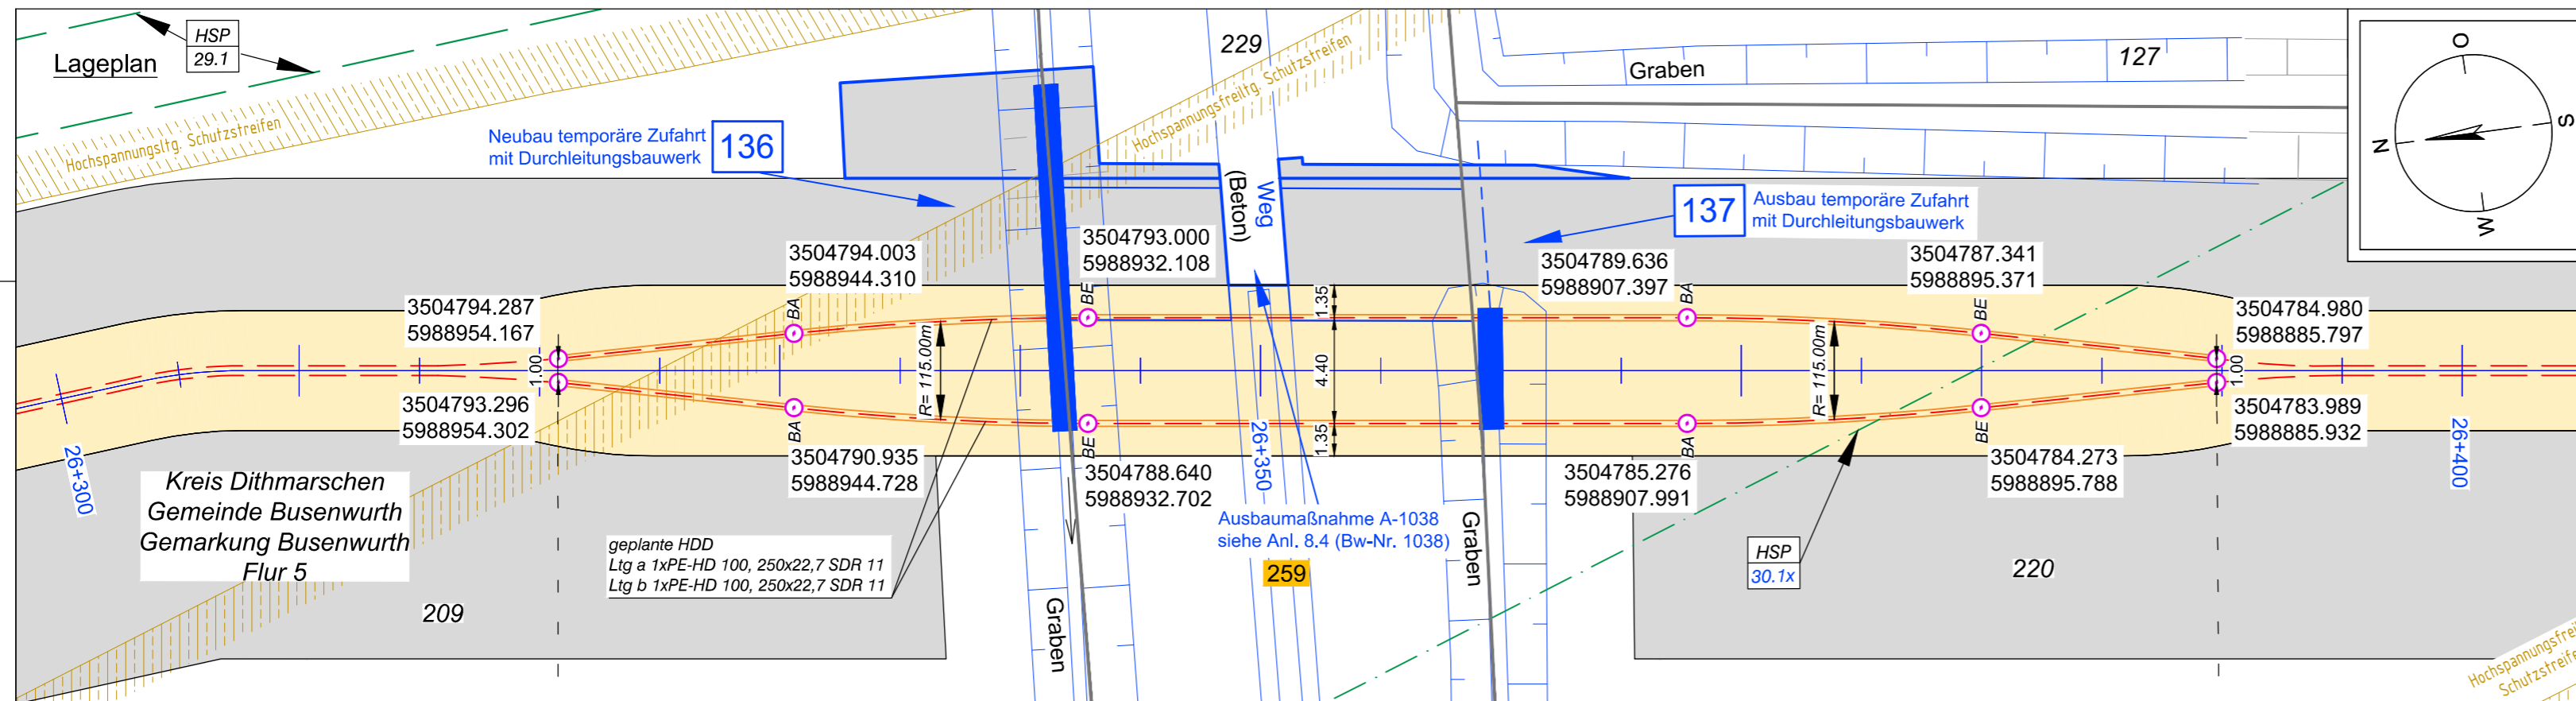 Lageplan
HSP
29.1
Hochspannungsltg. Schutzstreifen
Neubau temporäre Zufahrt
mit Durchleitungsbauwerk
136
229
Hochspannungsfreiltg. Schutzstreifen
Graben
127
O
S
N
W
Weg
(Beton)
137
Ausbau temporäre Zufahrt
mit Durchleitungsbauwerk
3504794.287
5988954.167
3504794.003
5988944.310
3504793.000
5988932.108
3504789.636
5988907.397
3504787.341
5988895.371
3504784.980
5988885.797
BA
BE
BA
BE
1.00
R= 115.00m
1.35
4.40
1.35
R= 115.00m
1.00
BA
BE
BA
BE
3504793.296
5988954.302
3504790.935
5988944.728
3504788.640
5988932.702
3504785.276
5988907.991
3504784.273
5988895.788
3504783.989
5988885.932
26+300
26+350
26+400
Kreis Dithmarschen
Gemeinde Busenwurth
Gemarkung Busenwurth
Flur 5
209
geplante HDD
Ltg a 1xPE-HD 100, 250x22,7 SDR 11
Ltg b 1xPE-HD 100, 250x22,7 SDR 11
Graben
Ausbaumaßnahme A-1038
siehe Anl. 8.4 (Bw-Nr. 1038)
259
Graben
HSP
30.1x
220